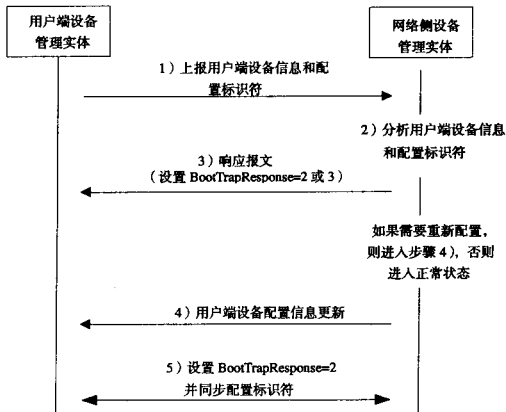 用户端设备
管理实体
网络侧设备
管理实体
1）上报用户端设备信息和配
置标识符
2）分析用户端设备信息
和配置标识符
3）响应报文
（设置 BootTrapResponse=2 或 3）
如果需要重新配置，
则进入步骤 4），否则
进入正常状态
4）用户端设备配置信息更新
5）设置 BootTrapResponse=2
并同步配置标识符